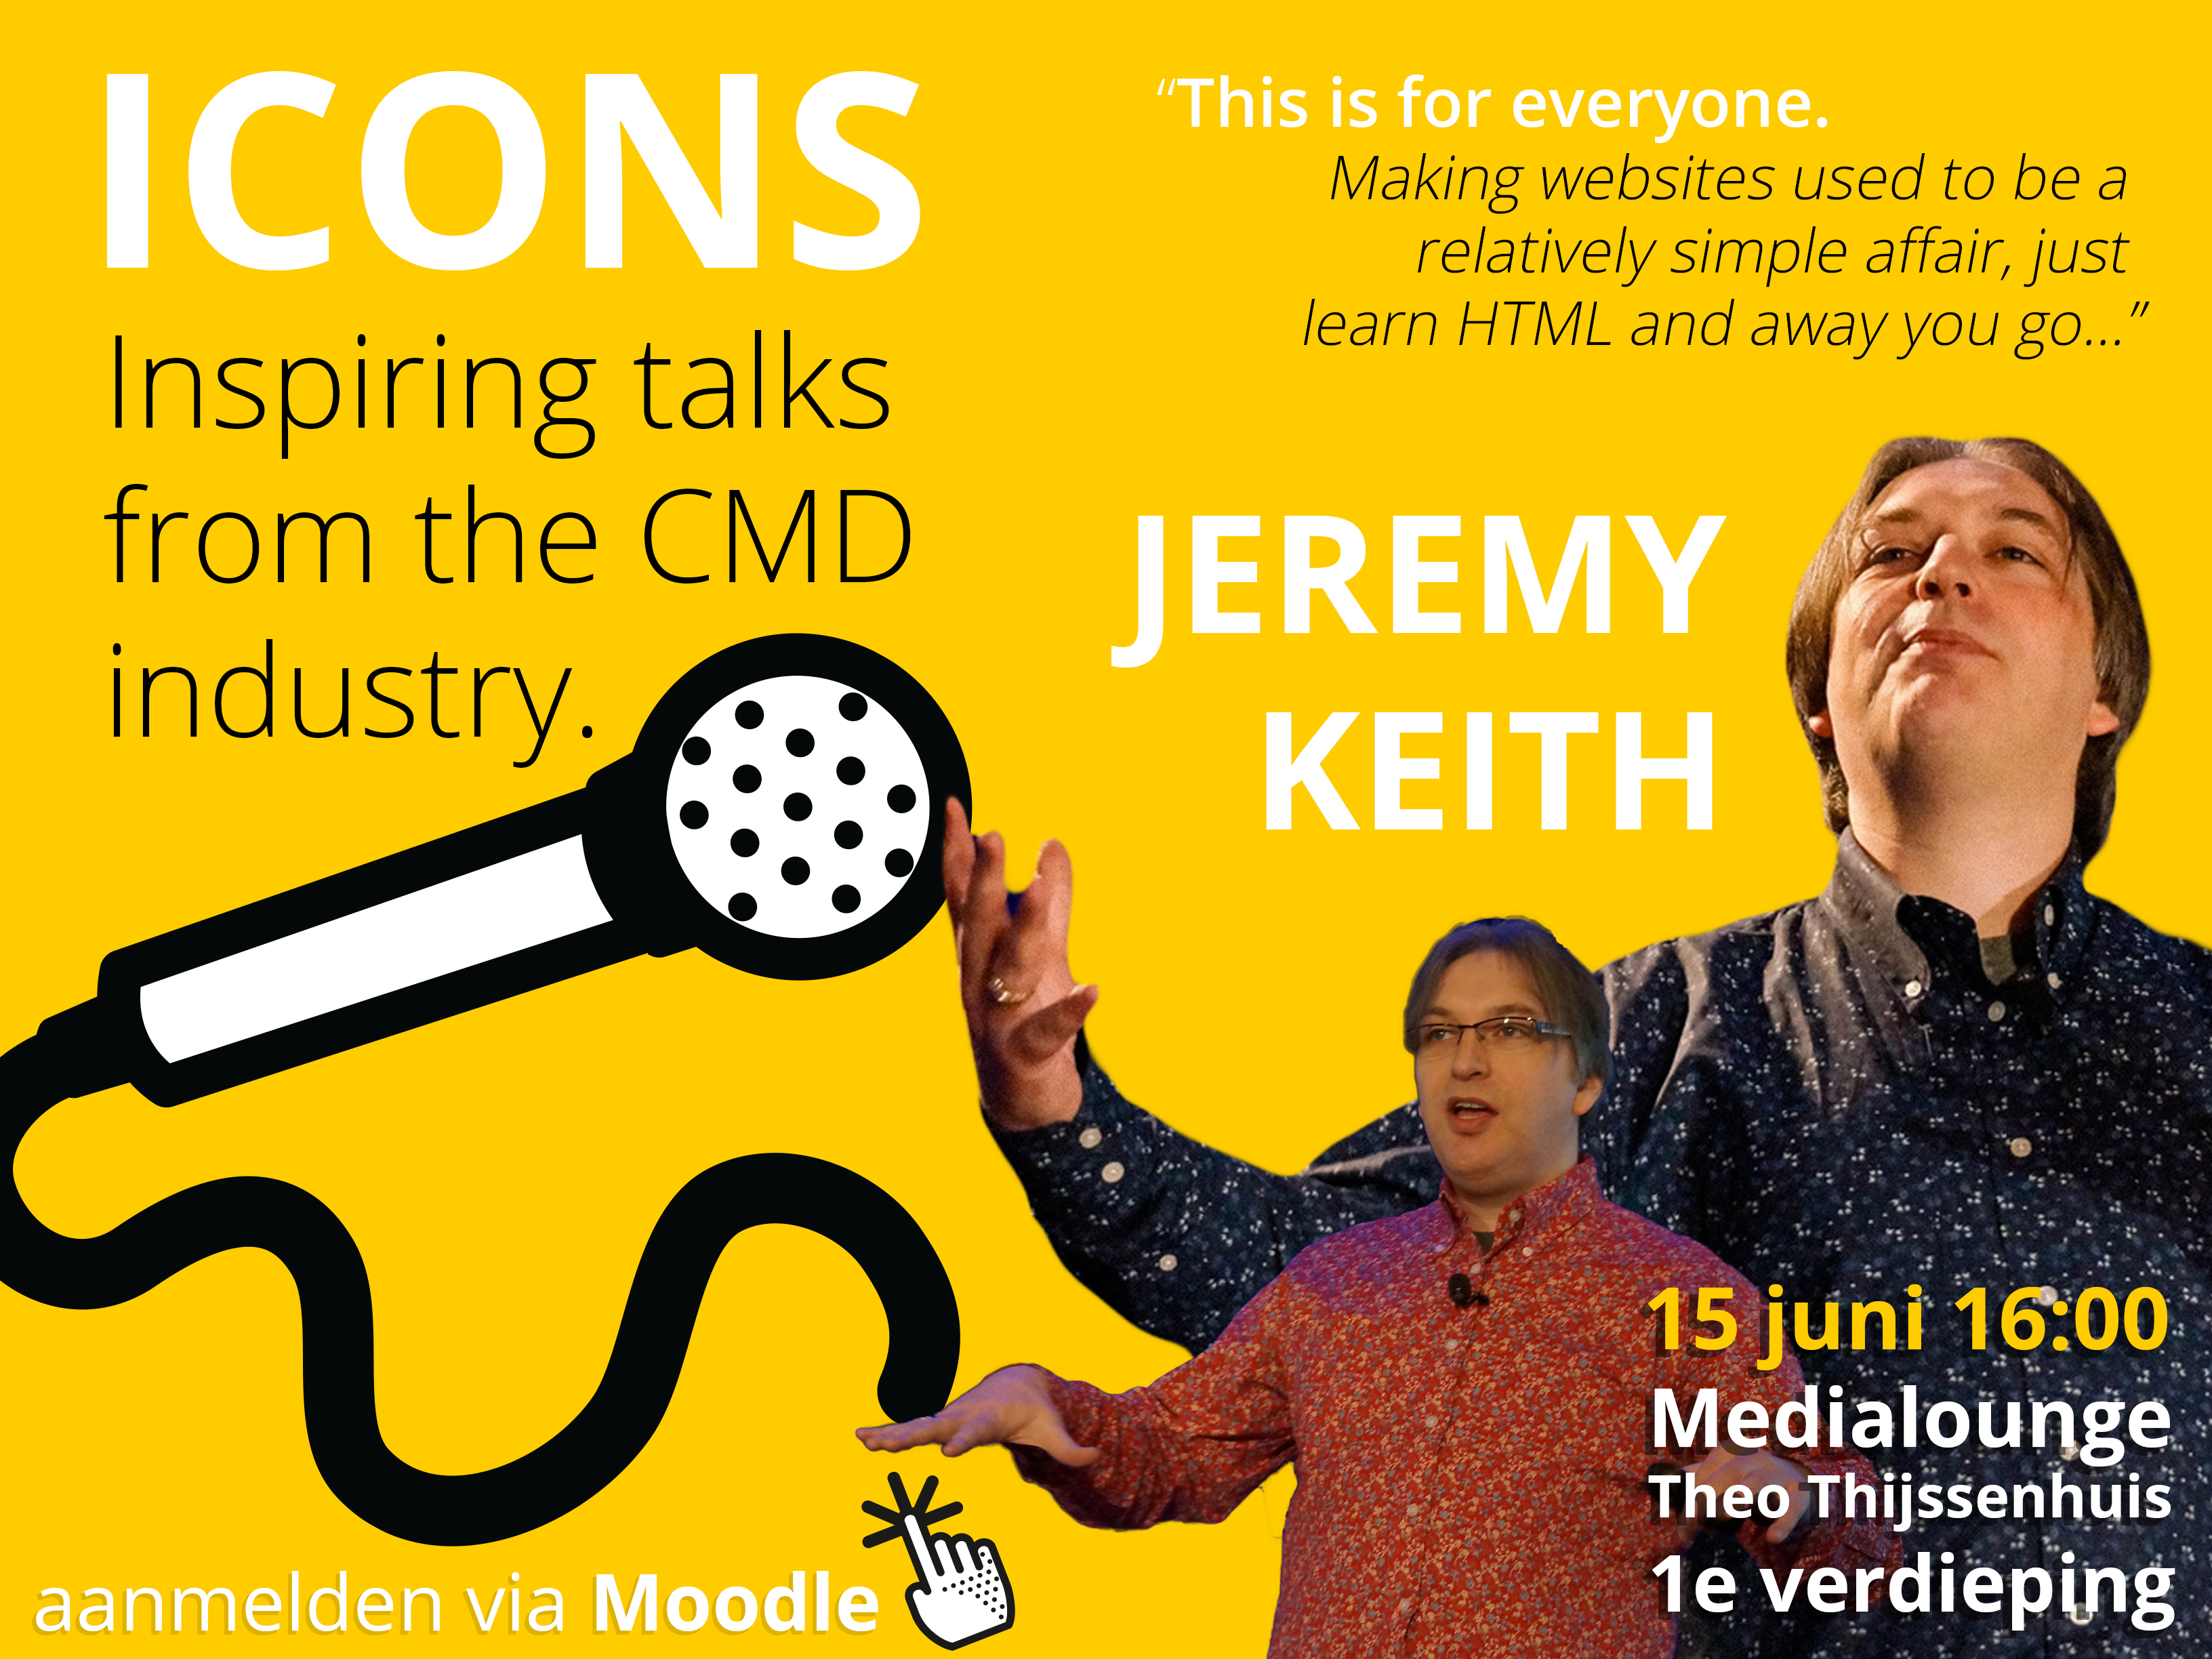 ICONS
Inspiring talks
from the CMD
industry.
“This is for everyone.
Making websites used to be a
relatively simple affair, just
learn HTML and away you go...”
JEREMY
KEITH
15 juni 16:00
Medialounge
Theo Thijssenhuis
1e verdieping
aanmelden via Moodle